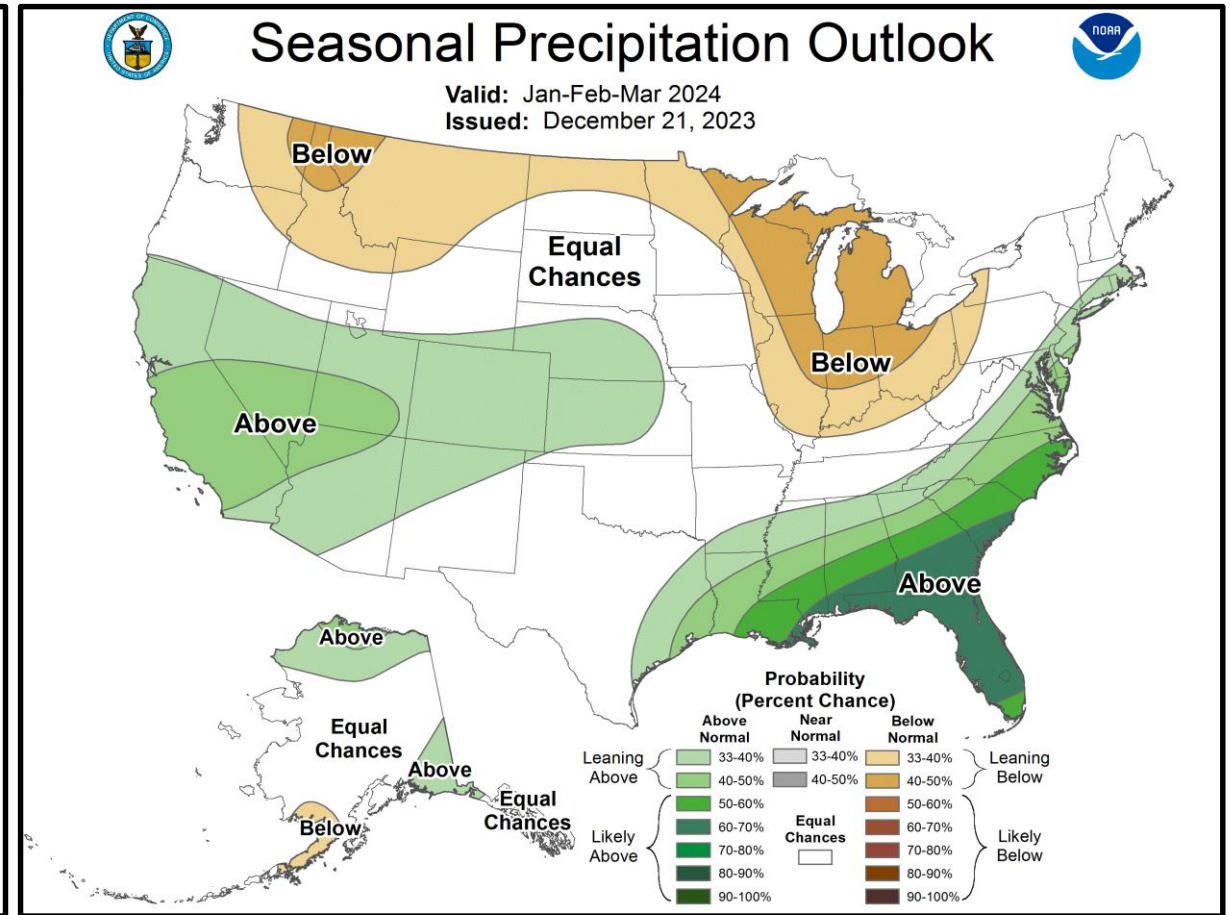 Seasonal Precipitation Outlook
NOAA
Valid: Jan-Feb-Mar 2024
Issued: December 21, 2023
Below
Equal
Chances
Below
Above
Above
Above
Equal
Chances
Above
Equal
Chances
Below
Probability
(Percent Chance)
Above
Normal
Near
Normal
Below
Normal
Leaning
Above
33-40%
33-40%
33-40%
Leaning
Below
40-50%
40-50%
40-50%
Likely
Above
50-60%
50-60%
Likely
Below
60-70%
Equal
Chances
60-70%
70-80%
70-80%
80-90%
80-90%
90-100%
90-100%